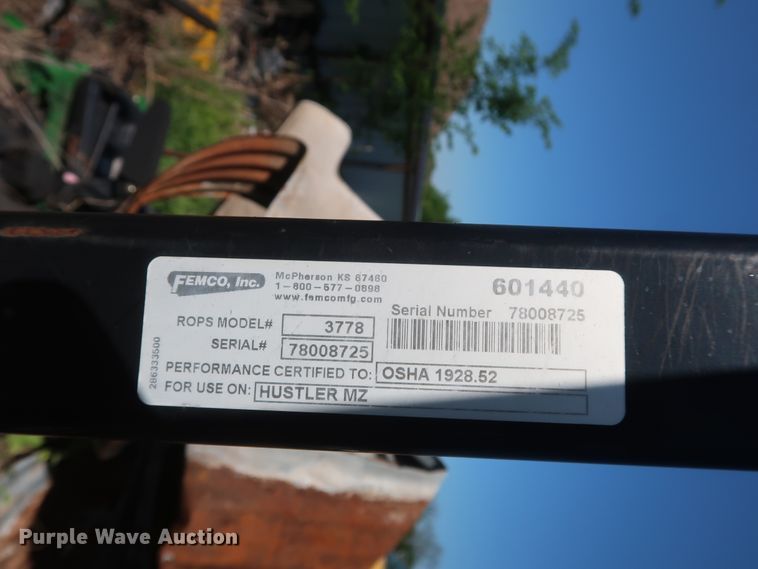 FEMCO, Inc.
McPherson KS 67460
1-800-577-0898
www.femcomfg.com
601440
Serial Number 78008725
ROPS MODEL# 3778
SERIAL# 78008725
PERFORMANCE CERTIFIED TO: OSHA 1928.52
FOR USE ON: HUSTLER MZ
286333500
Purple Wave Auction